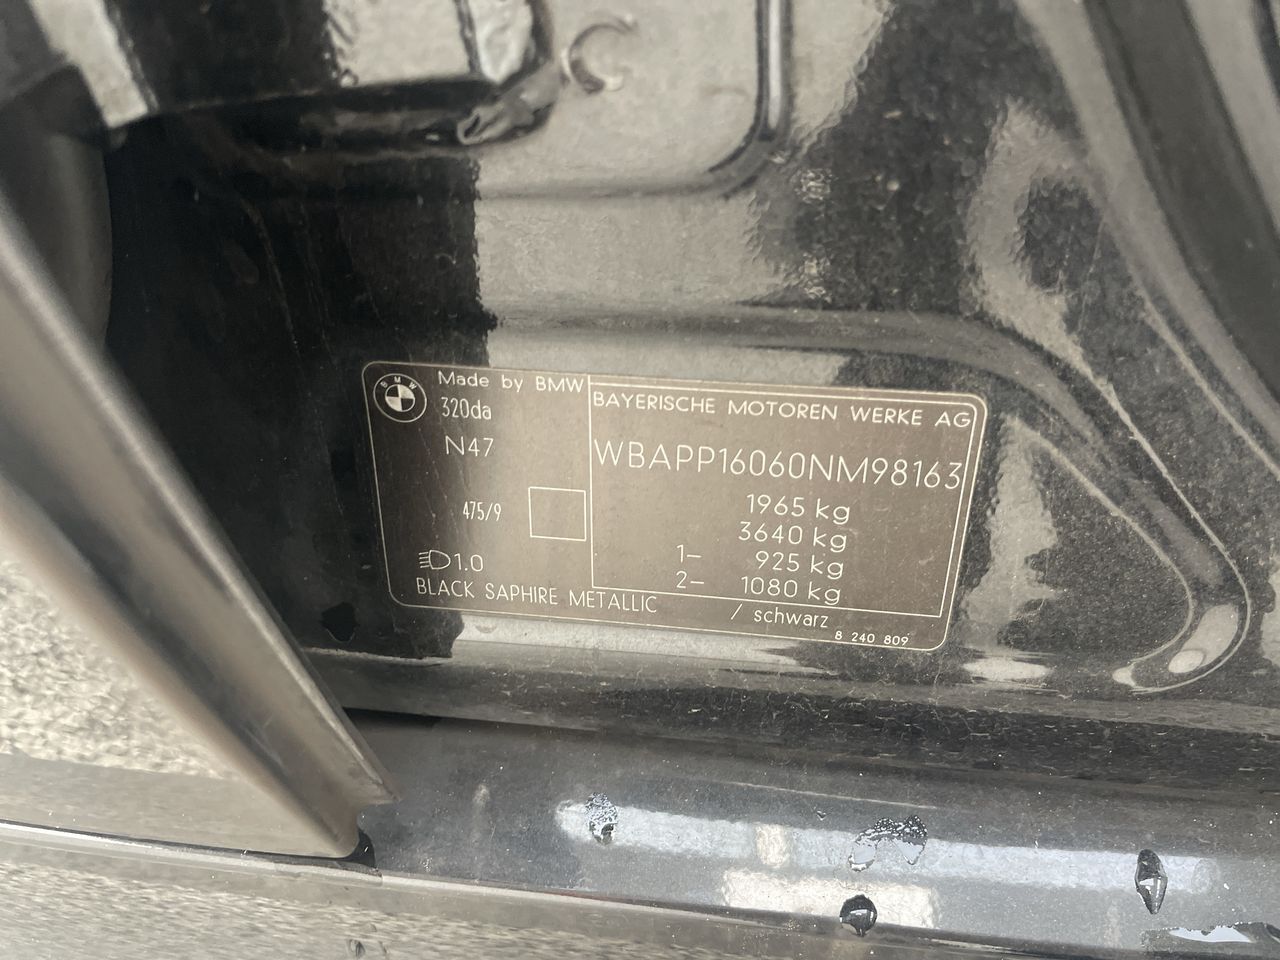 BMW
Made by BMW
320da
N47
475/9
1.0
BLACK SAPHIRE METALLIC / schwarz
BAYERISCHE MOTOREN WERKE AG
WBAPP16060NM98163
1965 kg
3640 kg
1– 925 kg
2– 1080 kg
8 240 809